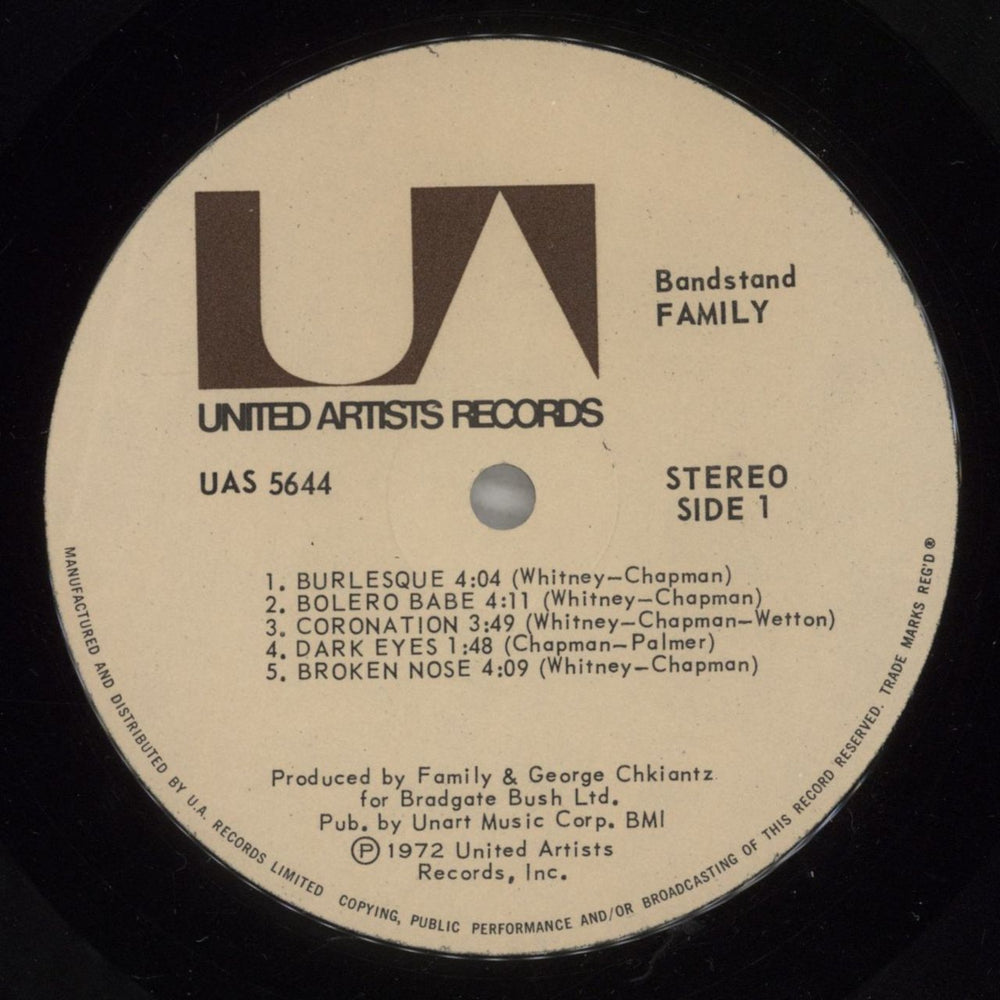 UA
UNITED ARTISTS RECORDS
Bandstand
FAMILY
UAS 5644
STEREO
SIDE 1
1. BURLESQUE 4:04 (Whitney—Chapman)
2. BOLERO BABE 4:11 (Whitney—Chapman)
3. CORONATION 3:49 (Whitney—Chapman—Wetton)
4. DARK EYES 1:48 (Chapman—Palmer)
5. BROKEN NOSE 4:09 (Whitney—Chapman)
Produced by Family & George Chkiantz
for Bradgate Bush Ltd.
Pub. by Unart Music Corp. BMI
Ⓟ 1972 United Artists
Records, Inc.
MANUFACTURED AND DISTRIBUTED BY U.A. RECORDS LIMITED COPYING, PUBLIC PERFORMANCE AND/OR BROADCASTING OF THIS RECORD RESERVED. TRADE MARKS REG'D ®